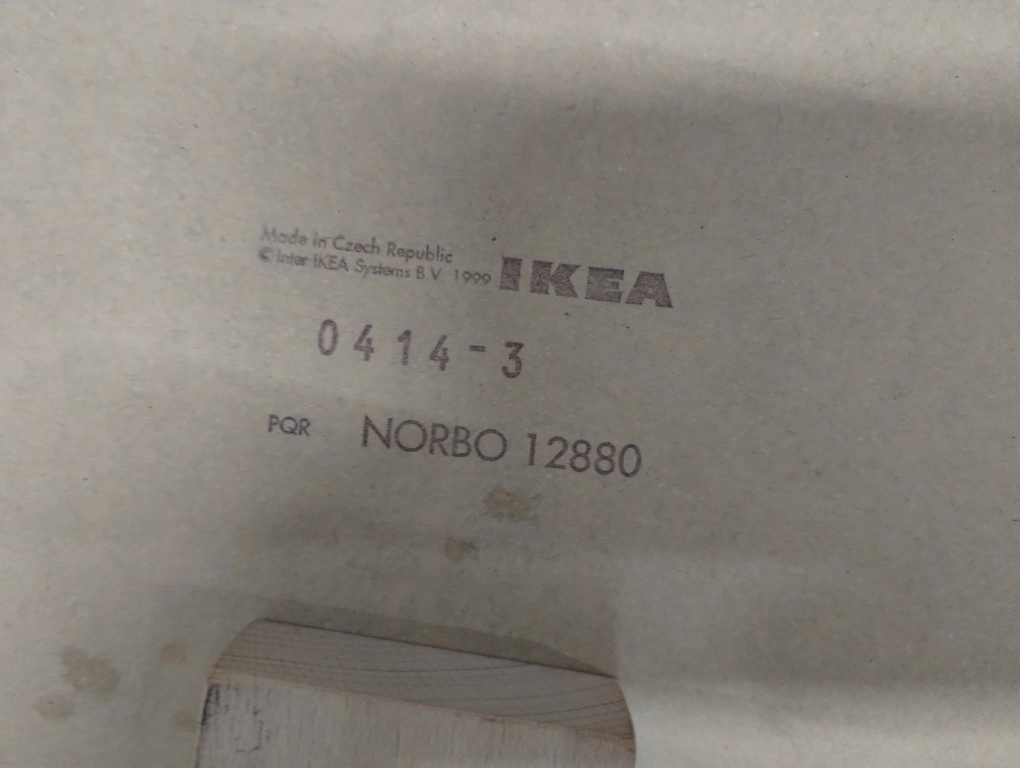 Made in Czech Republic
© Inter IKEA Systems B.V. 1999
IKEA
0414-3
PQR NORBO 12880